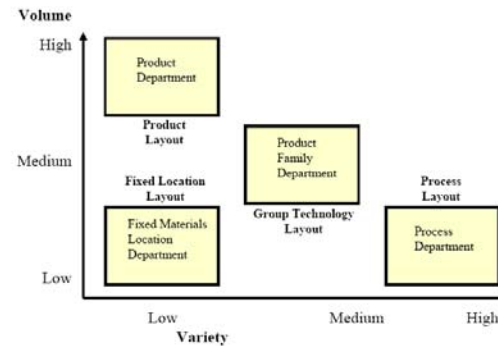 Volume
High
Product
Department
Product
Layout
Product
Family
Department
Medium
Fixed Location
Layout
Process
Layout
Group Technology
Layout
Fixed Materials
Location
Department
Process
Department
Low
Low
Medium
High
Variety